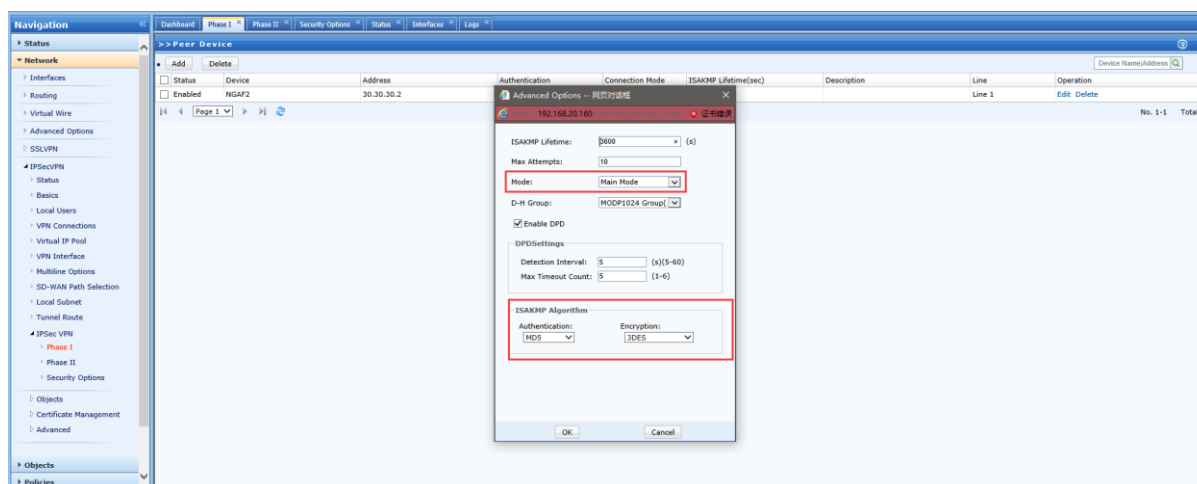 Navigation
Dashboard Phase I Phase II Security Options Status Interfaces Logs
Status
Network
Interfaces
Routing
Virtual Wire
Advanced Options
SSLVPN
IPSecVPN
Status
Basics
Local Users
VPN Connections
Virtual IP Pool
VPN Interface
Multiline Options
SD-WAN Path Selection
Local Subnet
Tunnel Route
IPSec VPN
Phase I
Phase II
Security Options
Objects
Certificate Management
Advanced
Objects
Policies
>>Peer Device
Add Delete Device Name|Address
Status Device Address Authentication Connection Mode ISAKMP Lifetime(sec) Description Line Operation
Enabled NGAF2 30.30.30.2 Line 1 Edit Delete
Page 1 No. 1-1 Total
Advanced Options -- 网页对话框
192.168.20.160 证书错误
ISAKMP Lifetime: 3600 (s)
Max Attempts: 10
Mode: Main Mode
D-H Group: MODP1024 Group(
Enable DPD
DPDSettings
Detection Interval: 5 (s)(5-60)
Max Timeout Count: 5 (1-6)
ISAKMP Algorithm
Authentication: Encryption:
MD5 3DES
OK Cancel